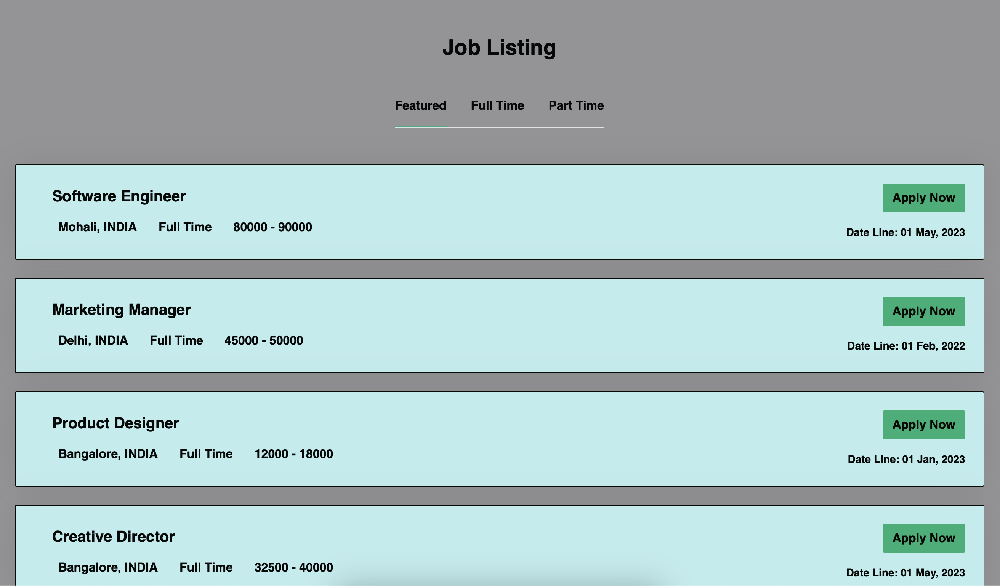 Job Listing
Featured Full Time Part Time
Software Engineer
Apply Now
Mohali, INDIA Full Time 80000 - 90000
Date Line: 01 May, 2023
Marketing Manager
Apply Now
Delhi, INDIA Full Time 45000 - 50000
Date Line: 01 Feb, 2022
Product Designer
Apply Now
Bangalore, INDIA Full Time 12000 - 18000
Date Line: 01 Jan, 2023
Creative Director
Apply Now
Bangalore, INDIA Full Time 32500 - 40000
Date Line: 01 May, 2023